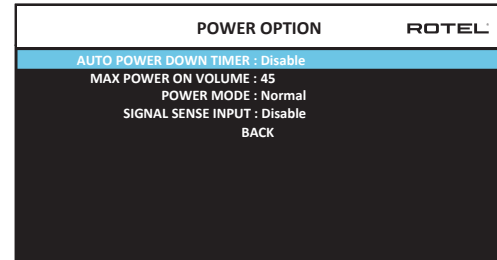 POWER OPTION ROTEL
AUTO POWER DOWN TIMER : Disable
MAX POWER ON VOLUME : 45
POWER MODE : Normal
SIGNAL SENSE INPUT : Disable
BACK